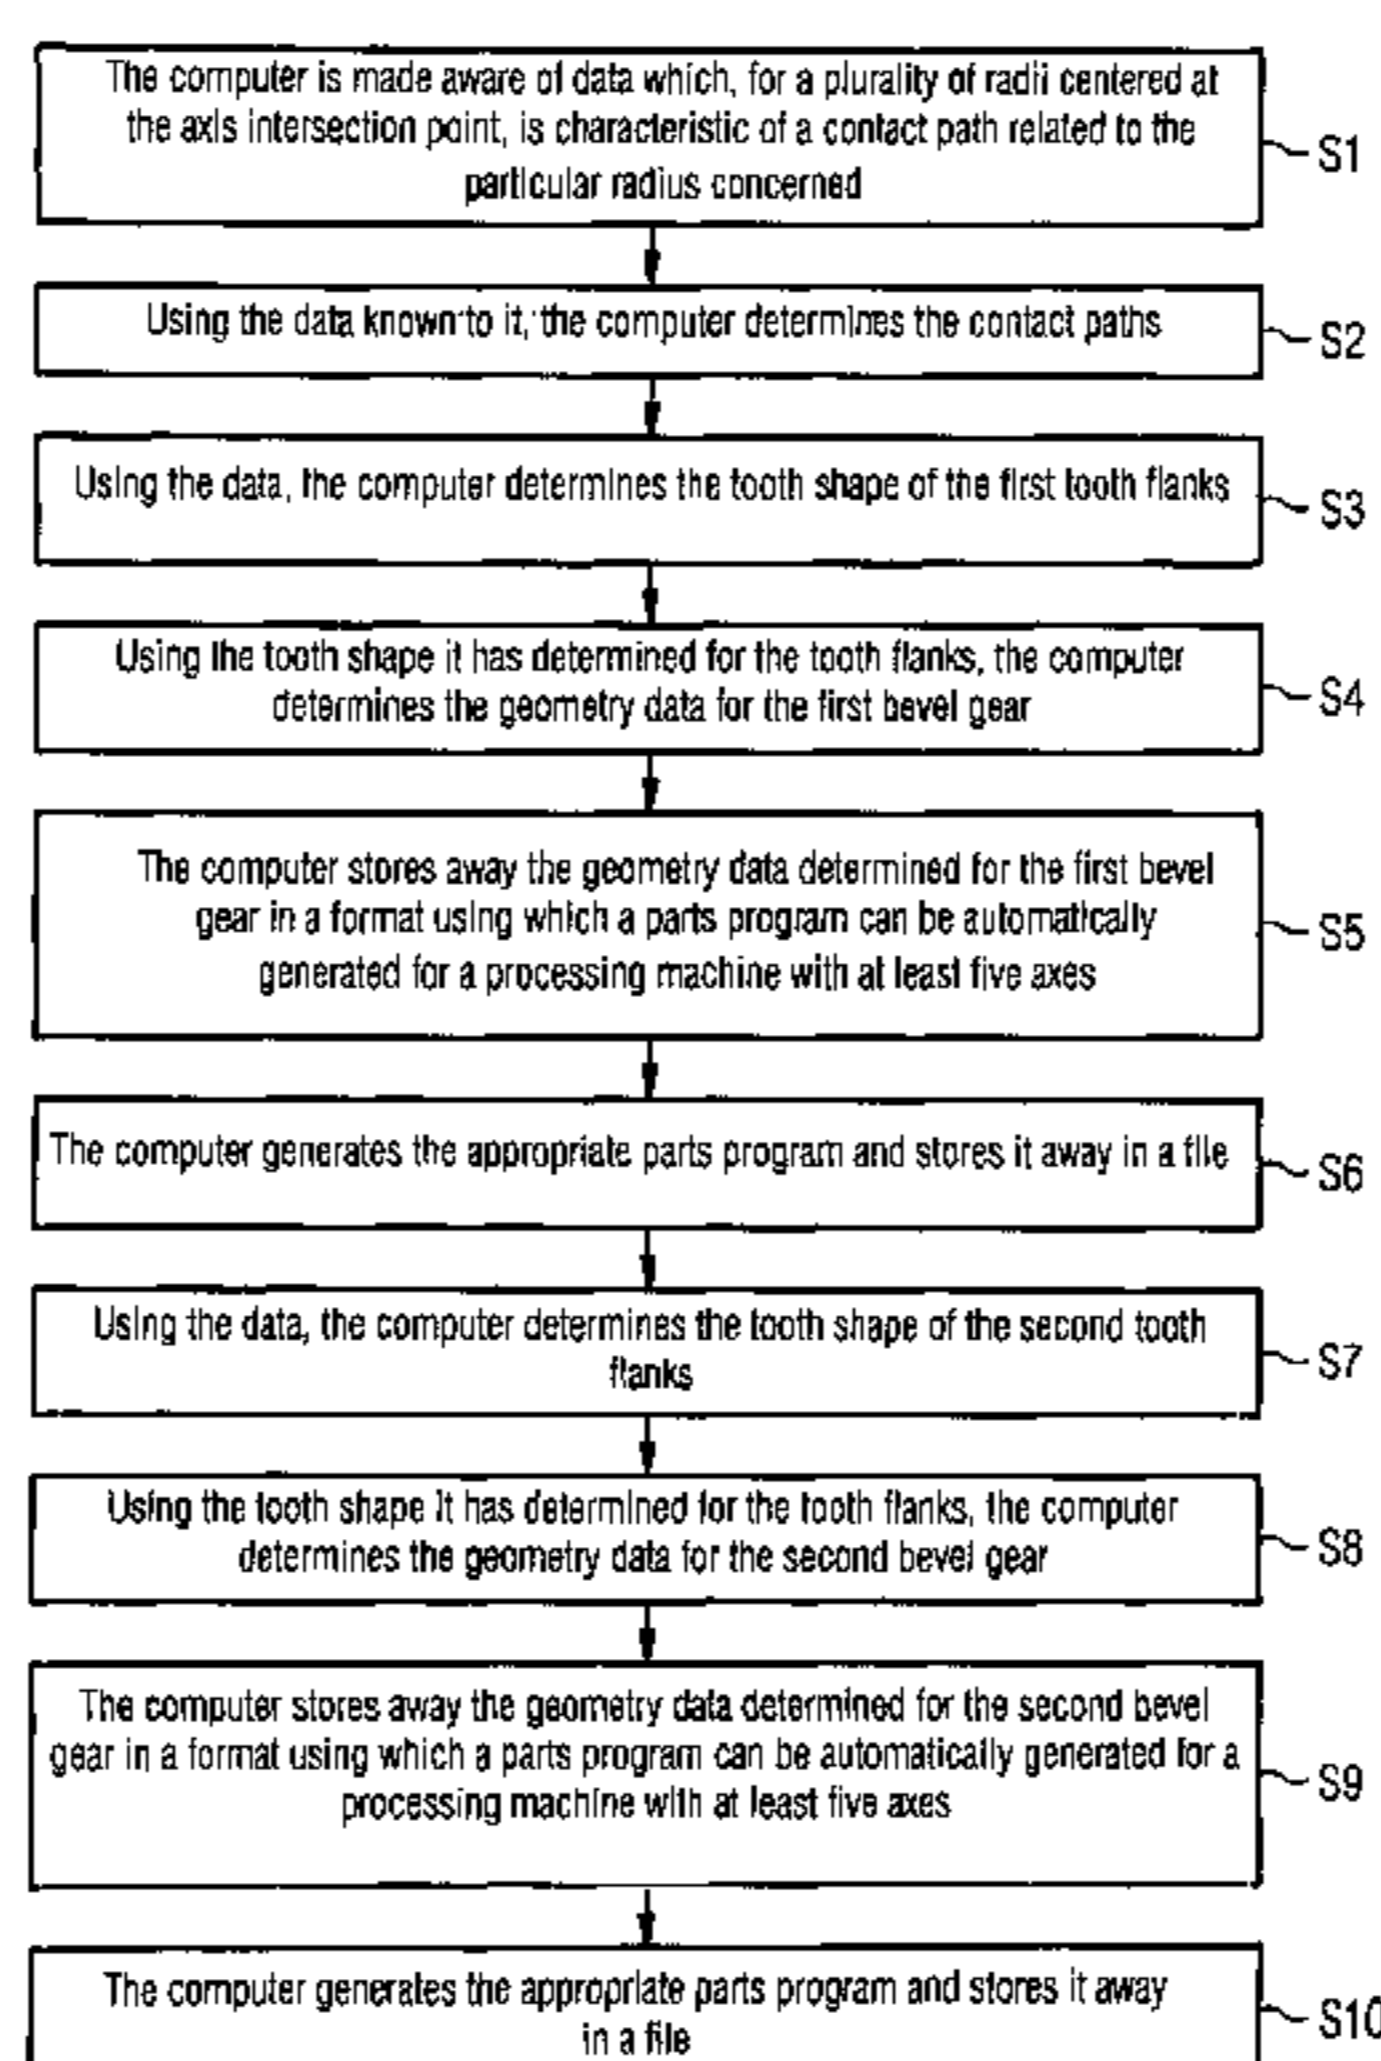 The computer is made aware of data which, for a plurality of radii centered at
the axis intersection point, is characteristic of a contact path related to the
particular radius concerned
S1
Using the data known to it, the computer determines the contact paths
S2
Using the data, the computer determines the tooth shape of the first tooth flanks
S3
Using the tooth shape it has determined for the tooth flanks, the computer
determines the geometry data for the first bevel gear
S4
The computer stores away the geometry data determined for the first bevel
gear in a format using which a parts program can be automatically
generated for a processing machine with at least five axes
S5
The computer generates the appropriate parts program and stores it away in a file
S6
Using the data, the computer determines the tooth shape of the second tooth
flanks
S7
Using the tooth shape it has determined for the tooth flanks, the computer
determines the geometry data for the second bevel gear
S8
The computer stores away the geometry data determined for the second bevel
gear in a format using which a parts program can be automatically generated for a
processing machine with at least five axes
S9
The computer generates the appropriate parts program and stores it away
in a file
S10